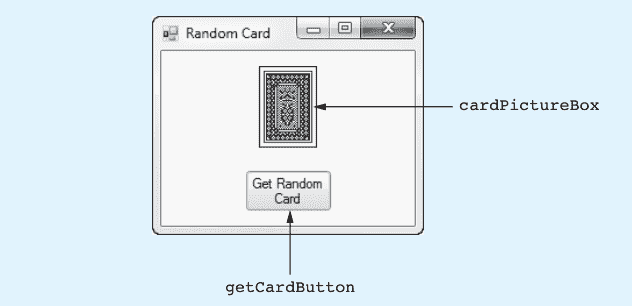 Random Card
cardPictureBox
Get Random
Card
getCardButton